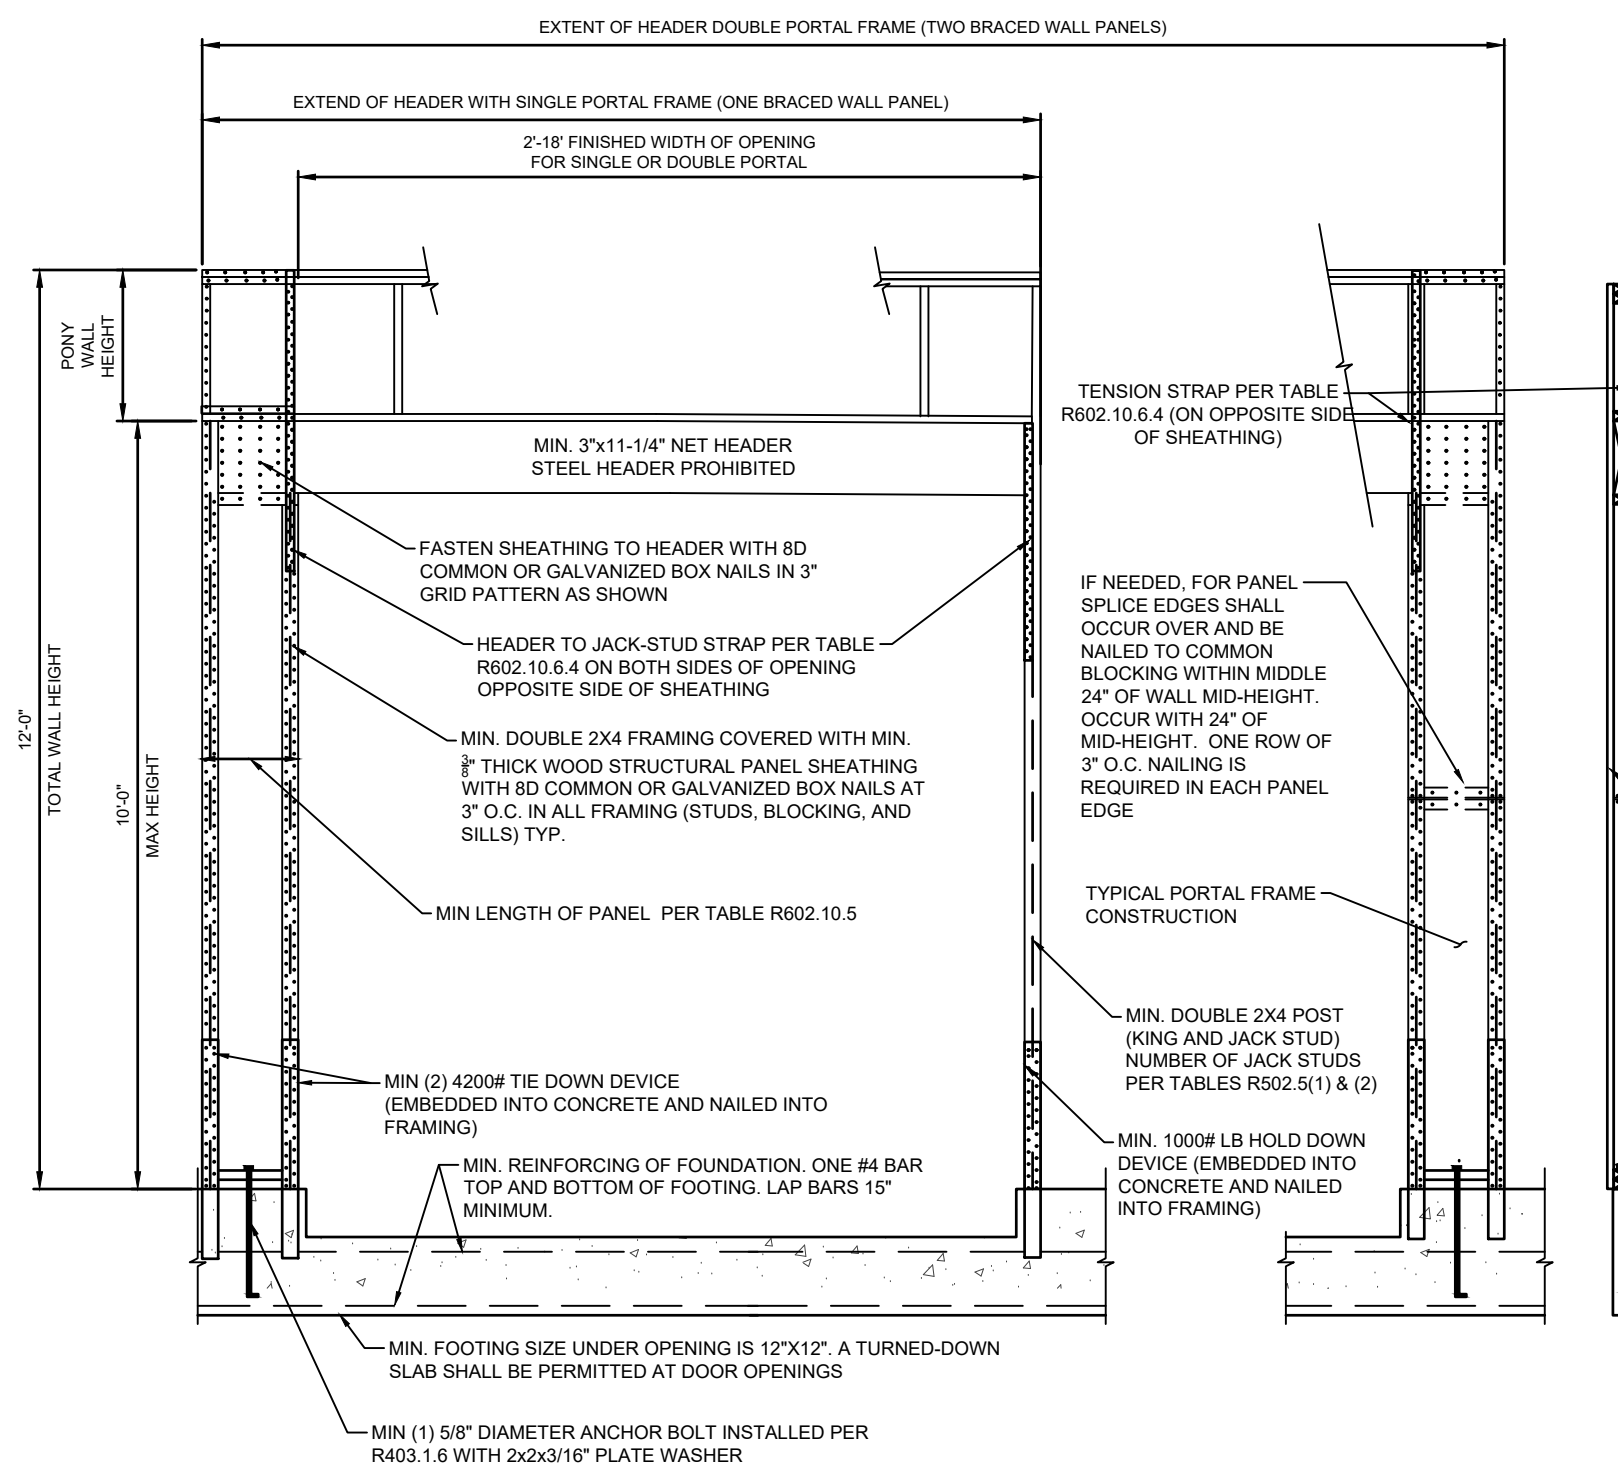 EXTENT OF HEADER DOUBLE PORTAL FRAME (TWO BRACED WALL PANELS)
EXTEND OF HEADER WITH SINGLE PORTAL FRAME (ONE BRACED WALL PANEL)
2'-18' FINISHED WIDTH OF OPENING
FOR SINGLE OR DOUBLE PORTAL
PONY
WALL
HEIGHT
12'-0"
TOTAL WALL HEIGHT
10'-0"
MAX HEIGHT
MIN. 3"x11-1/4" NET HEADER
STEEL HEADER PROHIBITED
FASTEN SHEATHING TO HEADER WITH 8D
COMMON OR GALVANIZED BOX NAILS IN 3"
GRID PATTERN AS SHOWN
HEADER TO JACK-STUD STRAP PER TABLE
R602.10.6.4 ON BOTH SIDES OF OPENING
OPPOSITE SIDE OF SHEATHING
MIN. DOUBLE 2X4 FRAMING COVERED WITH MIN.
3/8" THICK WOOD STRUCTURAL PANEL SHEATHING
WITH 8D COMMON OR GALVANIZED BOX NAILS AT
3" O.C. IN ALL FRAMING (STUDS, BLOCKING, AND
SILLS) TYP.
MIN LENGTH OF PANEL PER TABLE R602.10.5
MIN (2) 4200# TIE DOWN DEVICE
(EMBEDDED INTO CONCRETE AND NAILED INTO
FRAMING)
MIN. REINFORCING OF FOUNDATION. ONE #4 BAR
TOP AND BOTTOM OF FOOTING. LAP BARS 15"
MINIMUM.
MIN. FOOTING SIZE UNDER OPENING IS 12"X12". A TURNED-DOWN
SLAB SHALL BE PERMITTED AT DOOR OPENINGS
MIN (1) 5/8" DIAMETER ANCHOR BOLT INSTALLED PER
R403.1.6 WITH 2x2x3/16" PLATE WASHER
TENSION STRAP PER TABLE
R602.10.6.4 (ON OPPOSITE SIDE
OF SHEATHING)
IF NEEDED, FOR PANEL
SPLICE EDGES SHALL
OCCUR OVER AND BE
NAILED TO COMMON
BLOCKING WITHIN MIDDLE
24" OF WALL MID-HEIGHT.
OCCUR WITH 24" OF
MID-HEIGHT. ONE ROW OF
3" O.C. NAILING IS
REQUIRED IN EACH PANEL
EDGE
TYPICAL PORTAL FRAME
CONSTRUCTION
MIN. DOUBLE 2X4 POST
(KING AND JACK STUD)
NUMBER OF JACK STUDS
PER TABLES R502.5(1) & (2)
MIN. 1000# LB HOLD DOWN
DEVICE (EMBEDDED INTO
CONCRETE AND NAILED
INTO FRAMING)